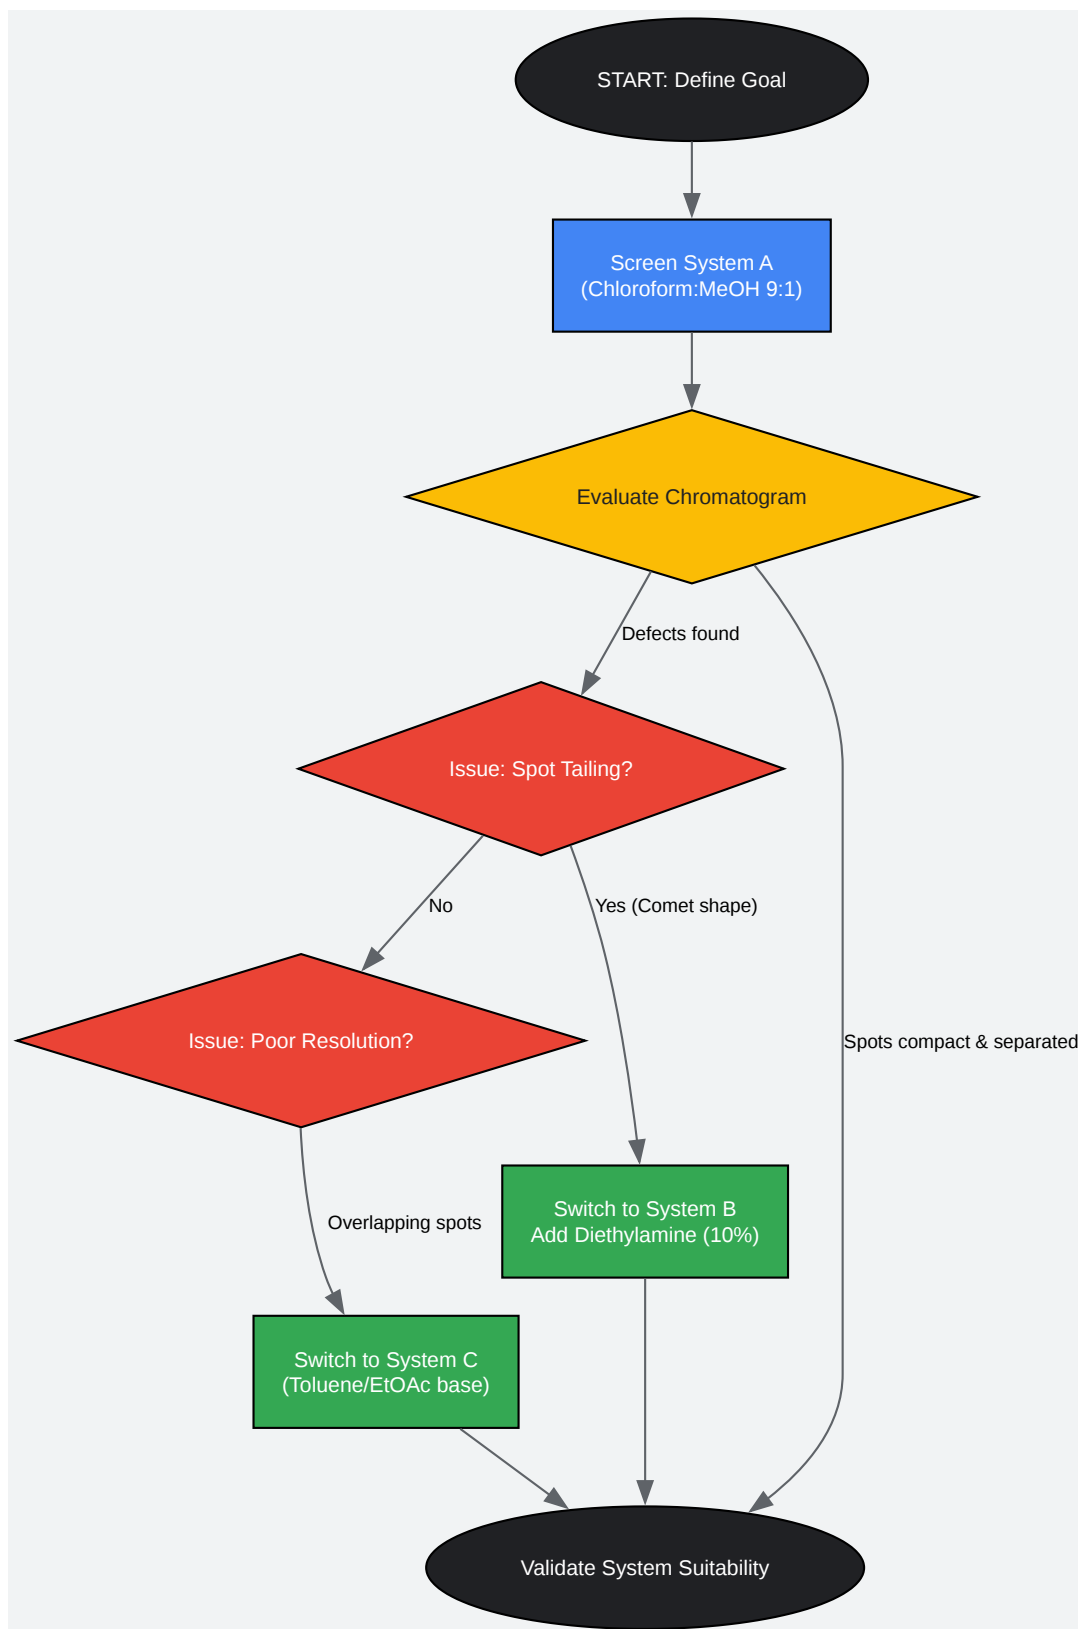 START: Define Goal
Screen System A
(Chloroform:MeOH 9:1)
Evaluate Chromatogram
Defects found
Issue: Spot Tailing?
No
Yes (Comet shape)
Issue: Poor Resolution?
Spots compact & separated
Switch to System B
Add Diethylamine (10%)
Overlapping spots
Switch to System C
(Toluene/EtOAc base)
Validate System Suitability